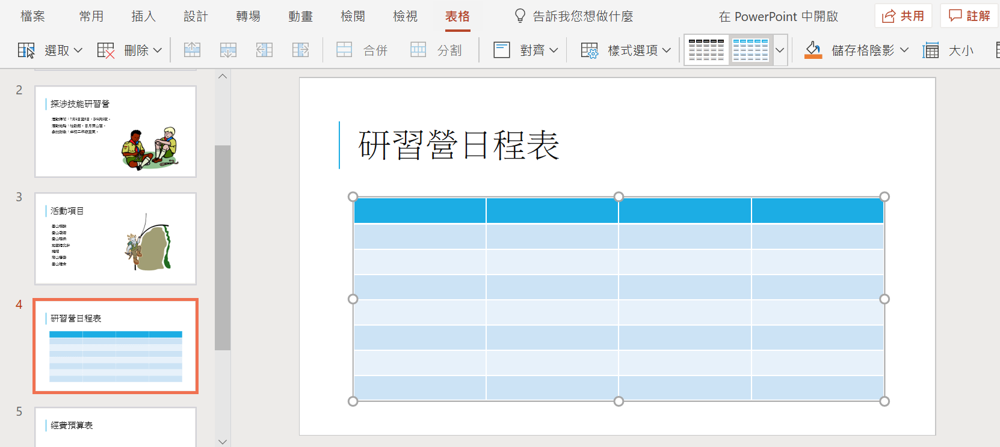 檔案 常用 插入 設計 轉場 動畫 檢閱 檢視 表格 告訴我您想做什麼 在 PowerPoint 中開啟 共用 註解
選取 刪除 合併 分割 對齊 樣式選項 儲存格陰影 大小
2
探涉技能研習營
3
活動項目
4
研習營日程表
5
經費預算表
研習營日程表